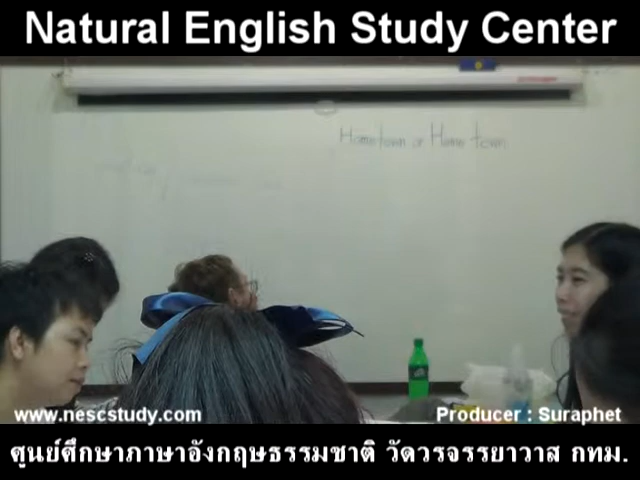 Natural English Study Center
Hometown or Home town
www.nescstudy.com
Producer : Suraphet
ศูนย์ศึกษาภาษาอังกฤษธรรมชาติ วัดวรจรรยาวาส กทม.